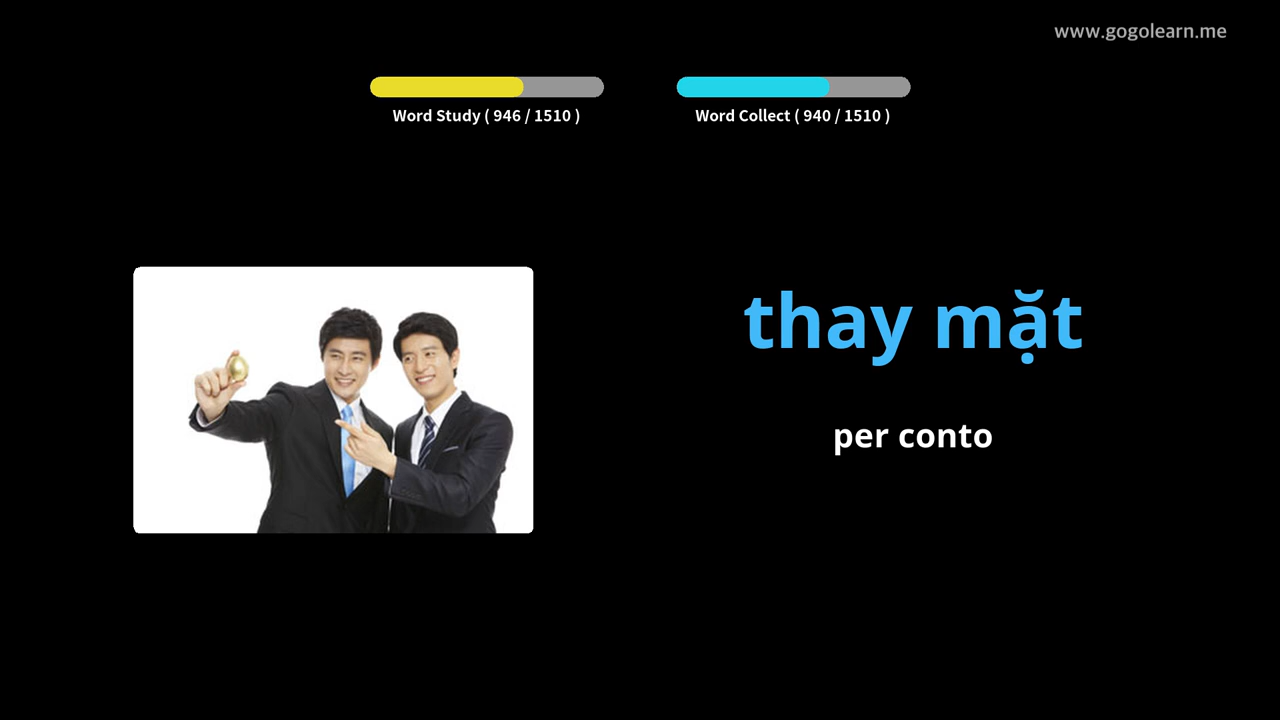 www.gogolearn.me
Word Study ( 946 / 1510 )
Word Collect ( 940 / 1510 )
thay mặt
per conto